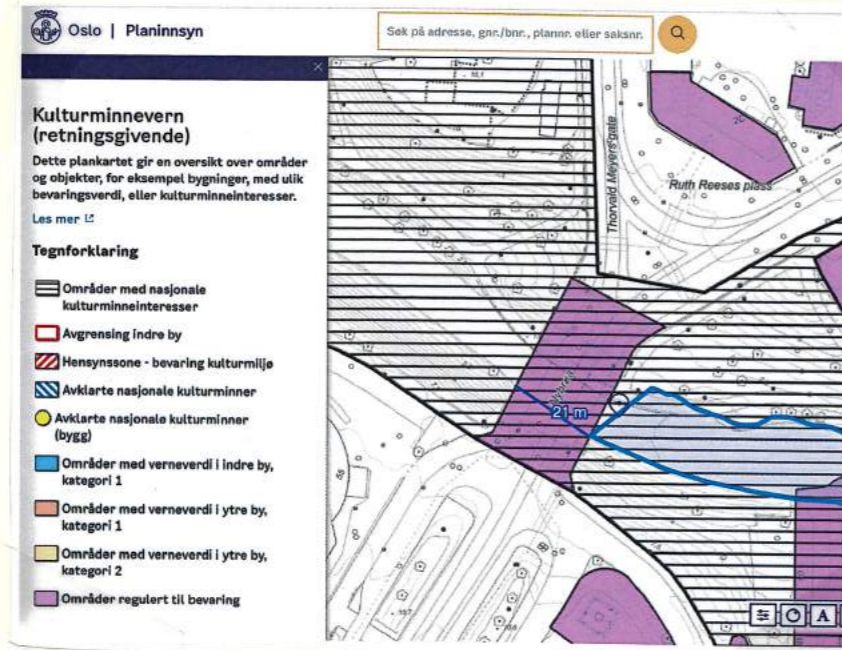 Oslo | Planinnsyn
Søk på adresse, gnr./bnr., plannr. eller saksnr.
Kulturminnevern
(retningsgivende)
Dette plankartet gir en oversikt over områder
og objekter, for eksempel bygninger, med ulik
bevaringsverdi, eller kulturminneinteresser.
Les mer
Tegnforklaring
Områder med nasjonale
kulturminneinteresser
Avgrensing indre by
Hensynssone - bevaring kulturmiljø
Avklarte nasjonale kulturminner
Avklarte nasjonale kulturminner
(bygg)
Områder med verneverdi i indre by,
kategori 1
Områder med verneverdi i ytre by,
kategori 1
Områder med verneverdi i ytre by,
kategori 2
Områder regulert til bevaring
Thorvald Meyers gate
Ruth Reeses plass
Nybrua
21 m
A